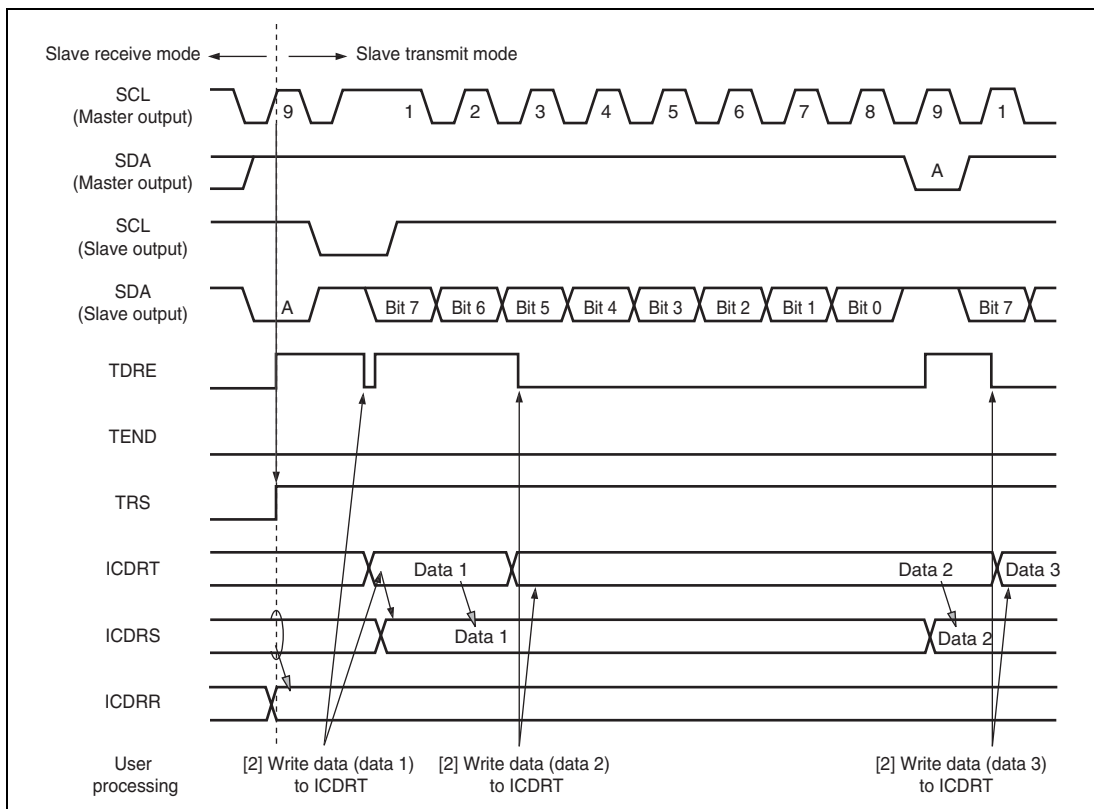 Slave receive mode
Slave transmit mode
SCL
(Master output)
9 1 2 3 4 5 6 7 8 9 1
SDA
(Master output)
A
SCL
(Slave output)
SDA
(Slave output)
A Bit 7 Bit 6 Bit 5 Bit 4 Bit 3 Bit 2 Bit 1 Bit 0 Bit 7
TDRE
TEND
TRS
ICDRT
Data 1 Data 2 Data 3
ICDRS
Data 1 Data 2
ICDRR
User
processing
[2] Write data (data 1)
to ICDRT
[2] Write data (data 2)
to ICDRT
[2] Write data (data 3)
to ICDRT